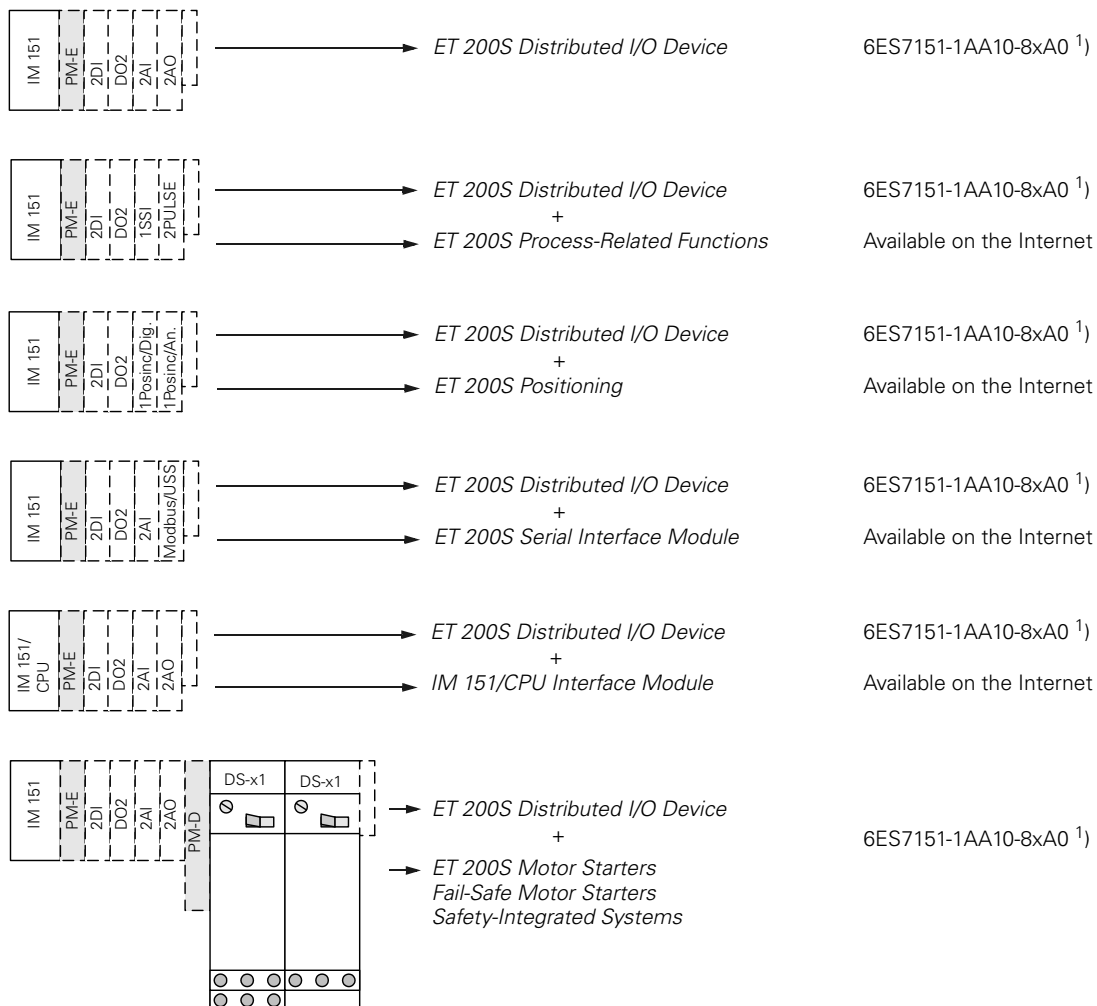 IM 151
PM-E
2DI
DO2
2AI
2AO
ET 200S Distributed I/O Device 6ES7151-1AA10-8xA0 1)
IM 151
PM-E
2DI
DO2
1SSI
2PULSE
ET 200S Distributed I/O Device 6ES7151-1AA10-8xA0 1)
+
ET 200S Process-Related Functions Available on the Internet
IM 151
PM-E
2DI
DO2
1Posinc/Dig.
1Posinc/An.
ET 200S Distributed I/O Device 6ES7151-1AA10-8xA0 1)
+
ET 200S Positioning Available on the Internet
IM 151
PM-E
2DI
DO2
2AI
Modbus/USS
ET 200S Distributed I/O Device 6ES7151-1AA10-8xA0 1)
+
ET 200S Serial Interface Module Available on the Internet
IM 151/
CPU
PM-E
2DI
DO2
2AI
2AO
ET 200S Distributed I/O Device 6ES7151-1AA10-8xA0 1)
+
IM 151/CPU Interface Module Available on the Internet
IM 151
PM-E
2DI
DO2
2AI
2AO
PM-D
DS-x1
DS-x1
ET 200S Distributed I/O Device
+
6ES7151-1AA10-8xA0 1)
ET 200S Motor Starters
Fail-Safe Motor Starters
Safety-Integrated Systems